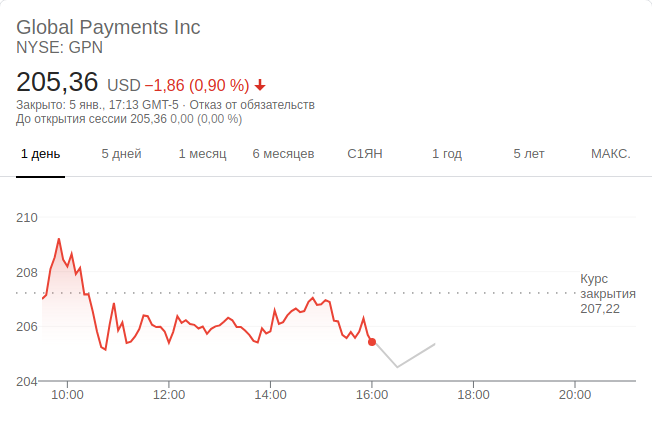 Global Payments Inc
NYSE: GPN
205,36 USD −1,86 (0,90 %)
Закрыто: 5 янв., 17:13 GMT-5 · Отказ от обязательств
До открытия сессии 205,36 0,00 (0,00 %)
1 день 5 дней 1 месяц 6 месяцев С1ЯН 1 год 5 лет МАКС.
210
208
Курс
закрытия
207,22
206
204
10:00 12:00 14:00 16:00 18:00 20:00